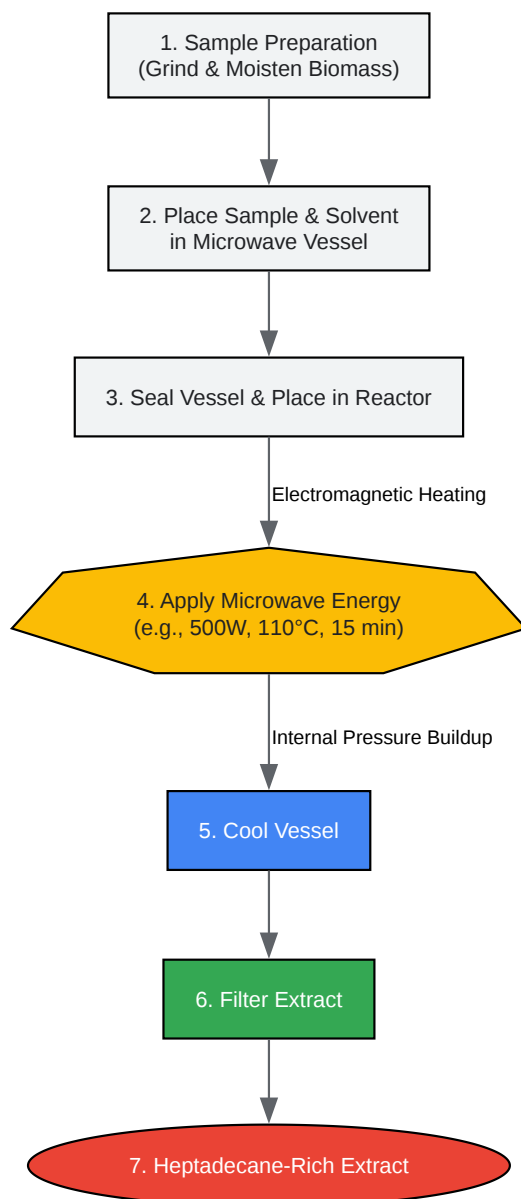 1. Sample Preparation
(Grind & Moisten Biomass)
2. Place Sample & Solvent
in Microwave Vessel
3. Seal Vessel & Place in Reactor
Electromagnetic Heating
4. Apply Microwave Energy
(e.g., 500W, 110°C, 15 min)
Internal Pressure Buildup
5. Cool Vessel
6. Filter Extract
7. Heptadecane-Rich Extract